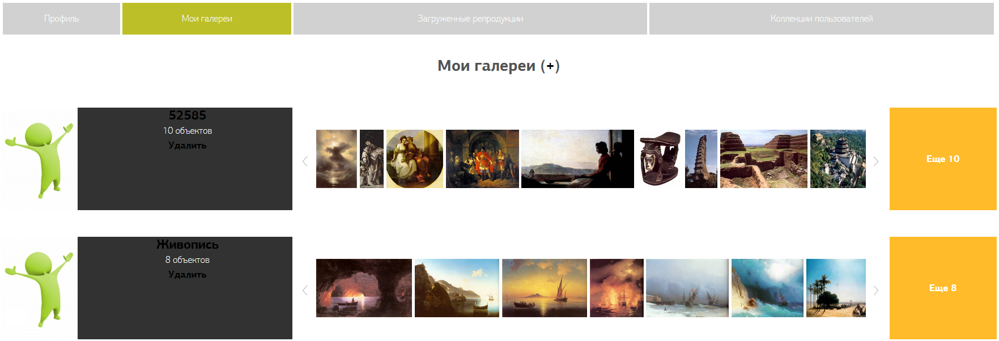 Профиль
Мои галереи
Загруженные репродукции
Коллекции пользователей
Мои галереи (+)
52585
10 объектов
Удалить
Еще 10
Живопись
8 объектов
Удалить
Еще 8